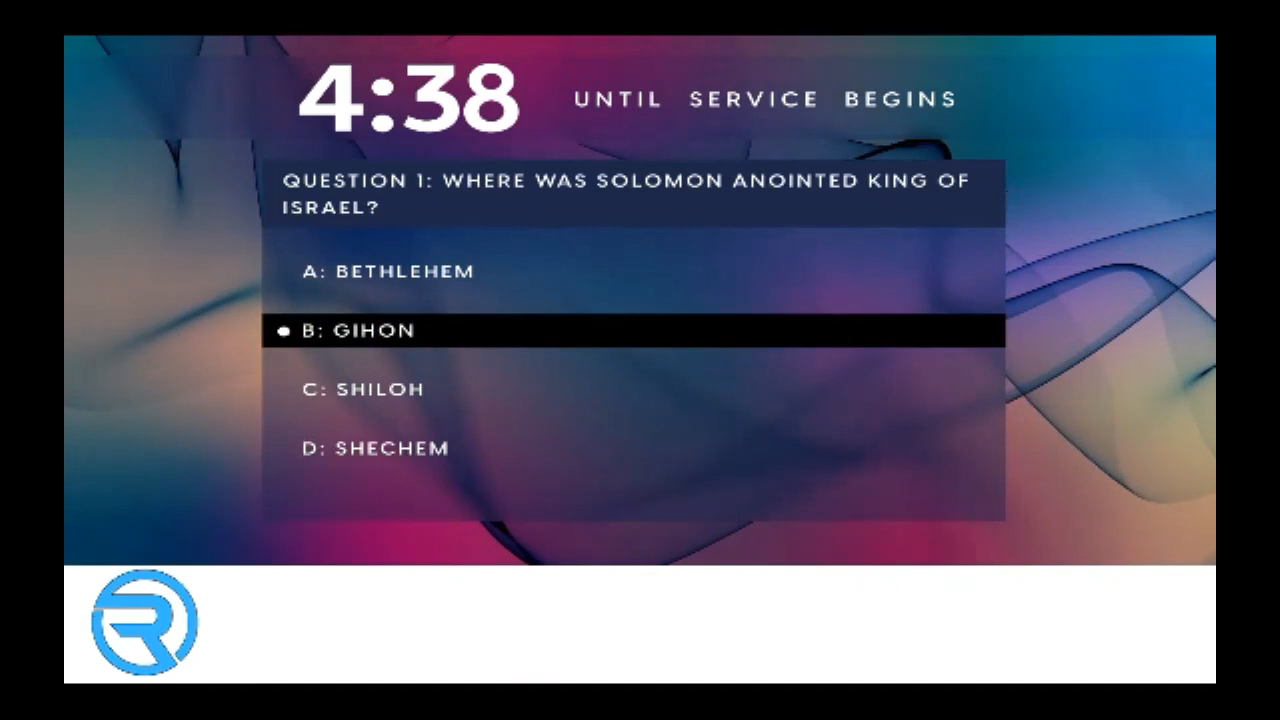 4:38 UNTIL SERVICE BEGINS
QUESTION 1: WHERE WAS SOLOMON ANOINTED KING OF
ISRAEL?
A: BETHLEHEM
B: GIHON
C: SHILOH
D: SHECHEM
R